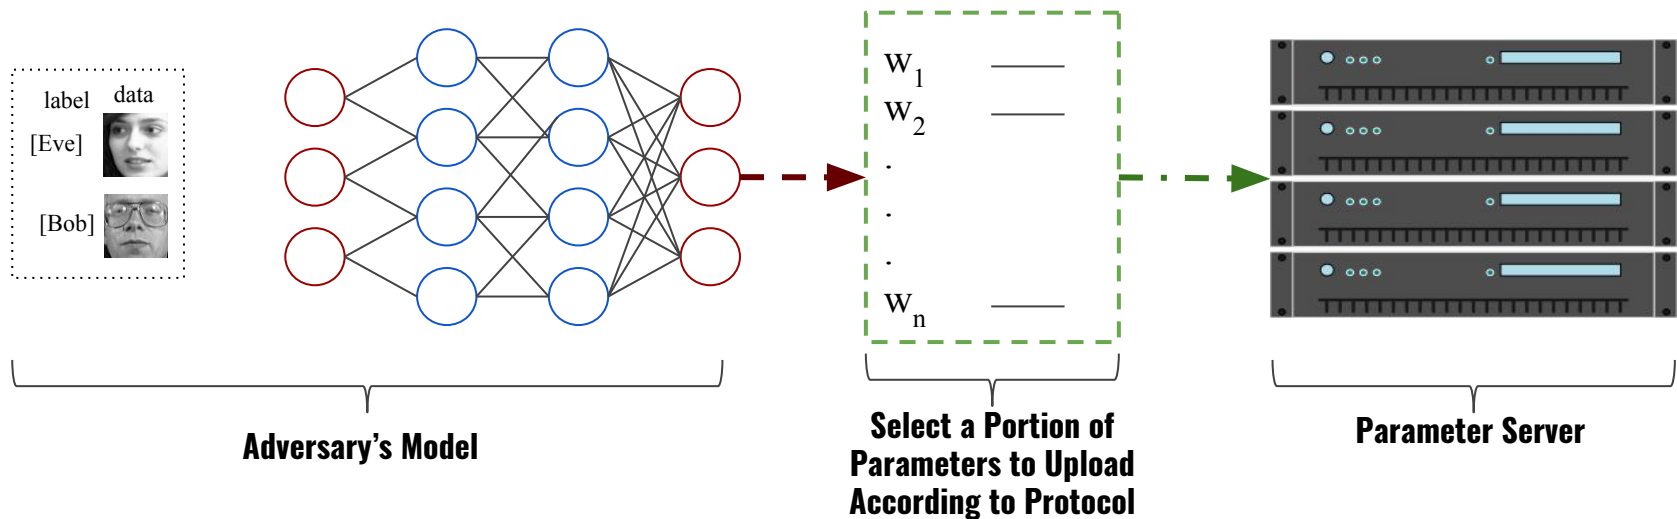 label data
[Eve]
[Bob]
w1
w2
.
.
.
wn
Adversary's Model
Select a Portion of
Parameters to Upload
According to Protocol
Parameter Server